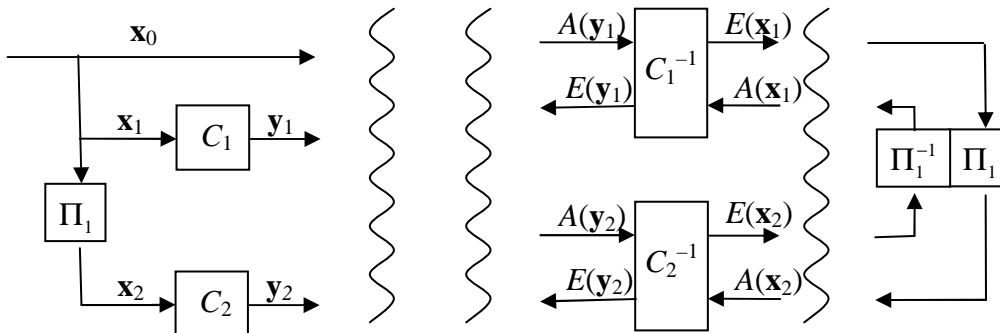 x₀
x₁ C₁ y₁
Π₁
x₂ C₂ y₂
A(y₁) C₁⁻¹ E(x₁)
E(y₁) A(x₁)
A(y₂) C₂⁻¹ E(x₂)
E(y₂) A(x₂)
Π₁⁻¹ Π₁